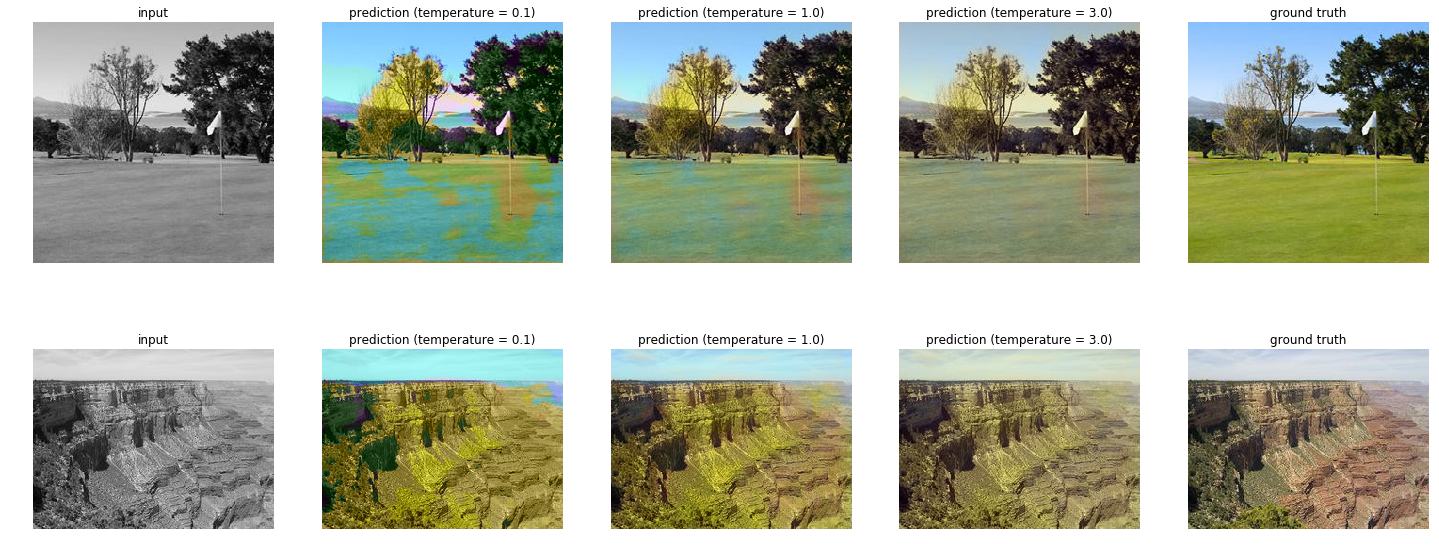 input
prediction (temperature = 0.1)
prediction (temperature = 1.0)
prediction (temperature = 3.0)
ground truth
input
prediction (temperature = 0.1)
prediction (temperature = 1.0)
prediction (temperature = 3.0)
ground truth